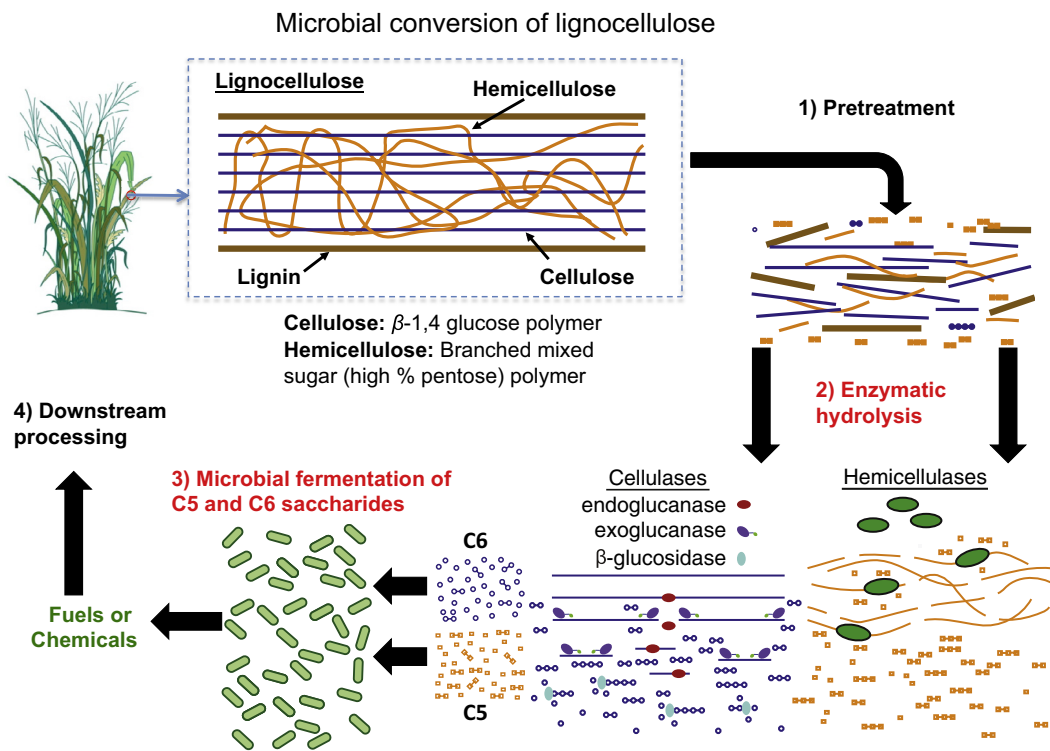 Microbial conversion of lignocellulose
Lignocellulose
Hemicellulose
Lignin
Cellulose
Cellulose: β-1,4 glucose polymer
Hemicellulose: Branched mixed
sugar (high % pentose) polymer
1) Pretreatment
2) Enzymatic
hydrolysis
Cellulases
endoglucanase
exoglucanase
β-glucosidase
Hemicellulases
3) Microbial fermentation of
C5 and C6 saccharides
C6
C5
Fuels or
Chemicals
4) Downstream
processing